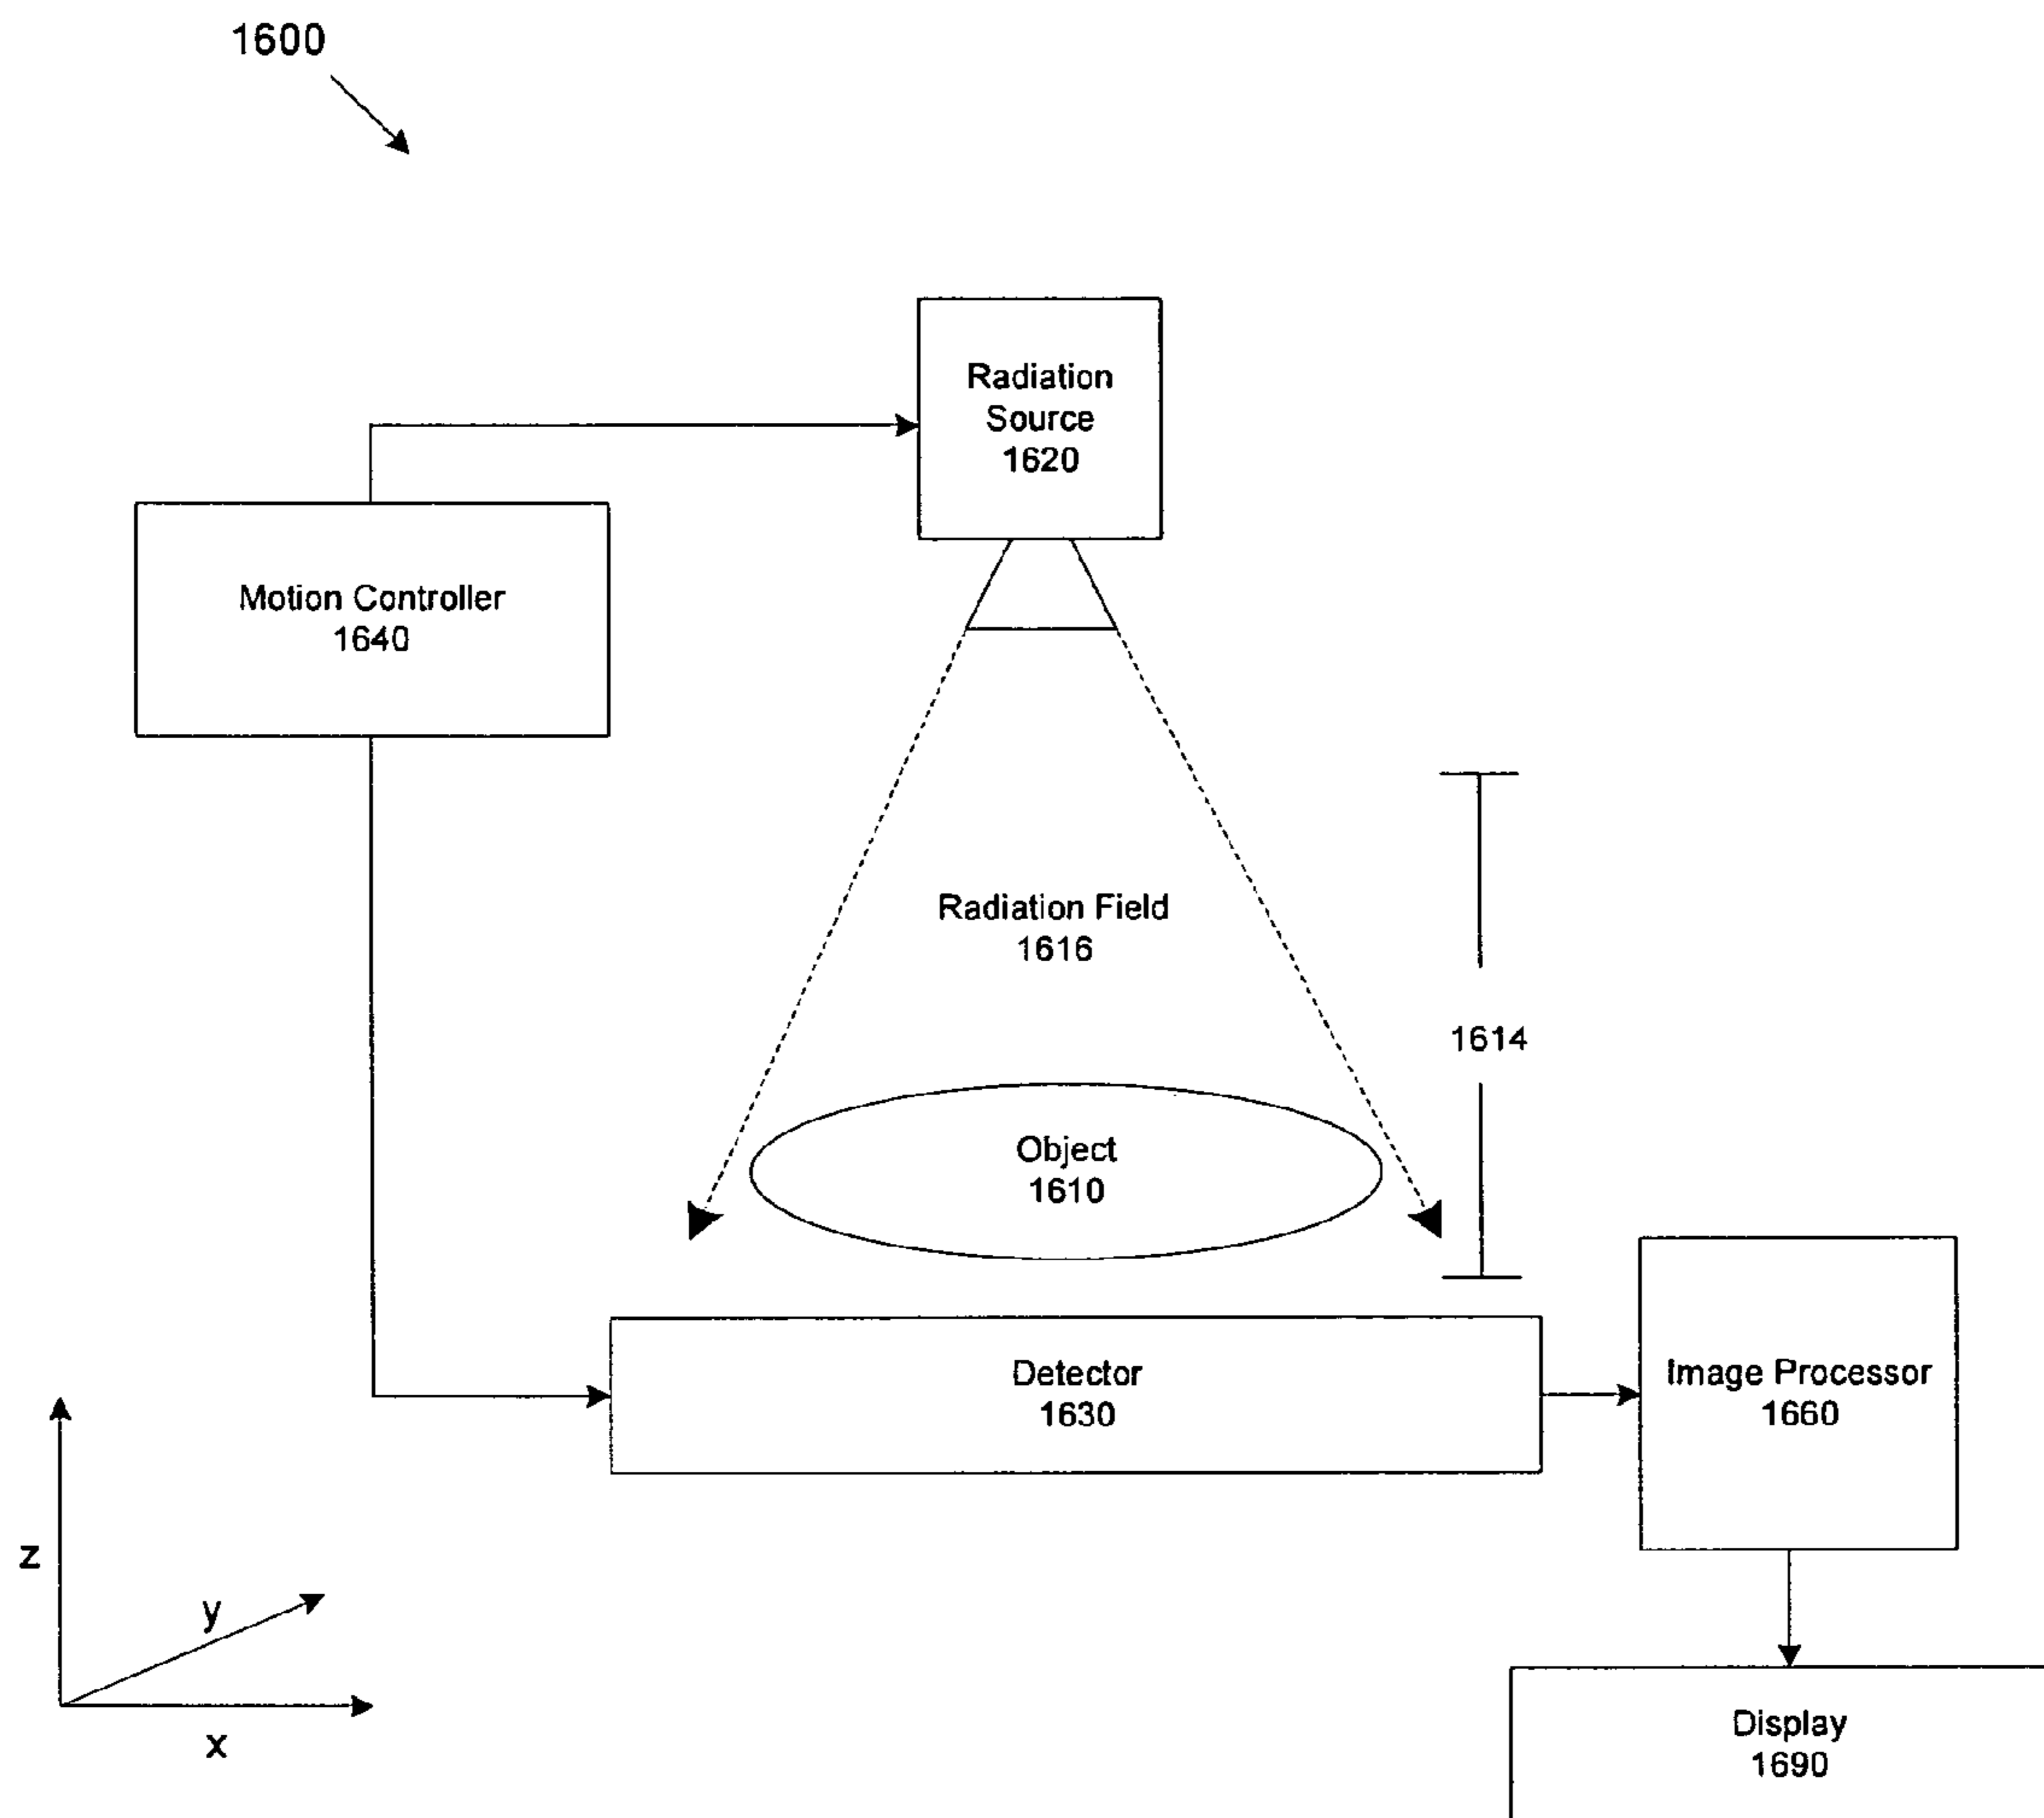 1600
Radiation
Source
1620
Motion Controller
1640
Radiation Field
1616
1614
Object
1610
Detector
1630
Image Processor
1660
z
y
x
Display
1690